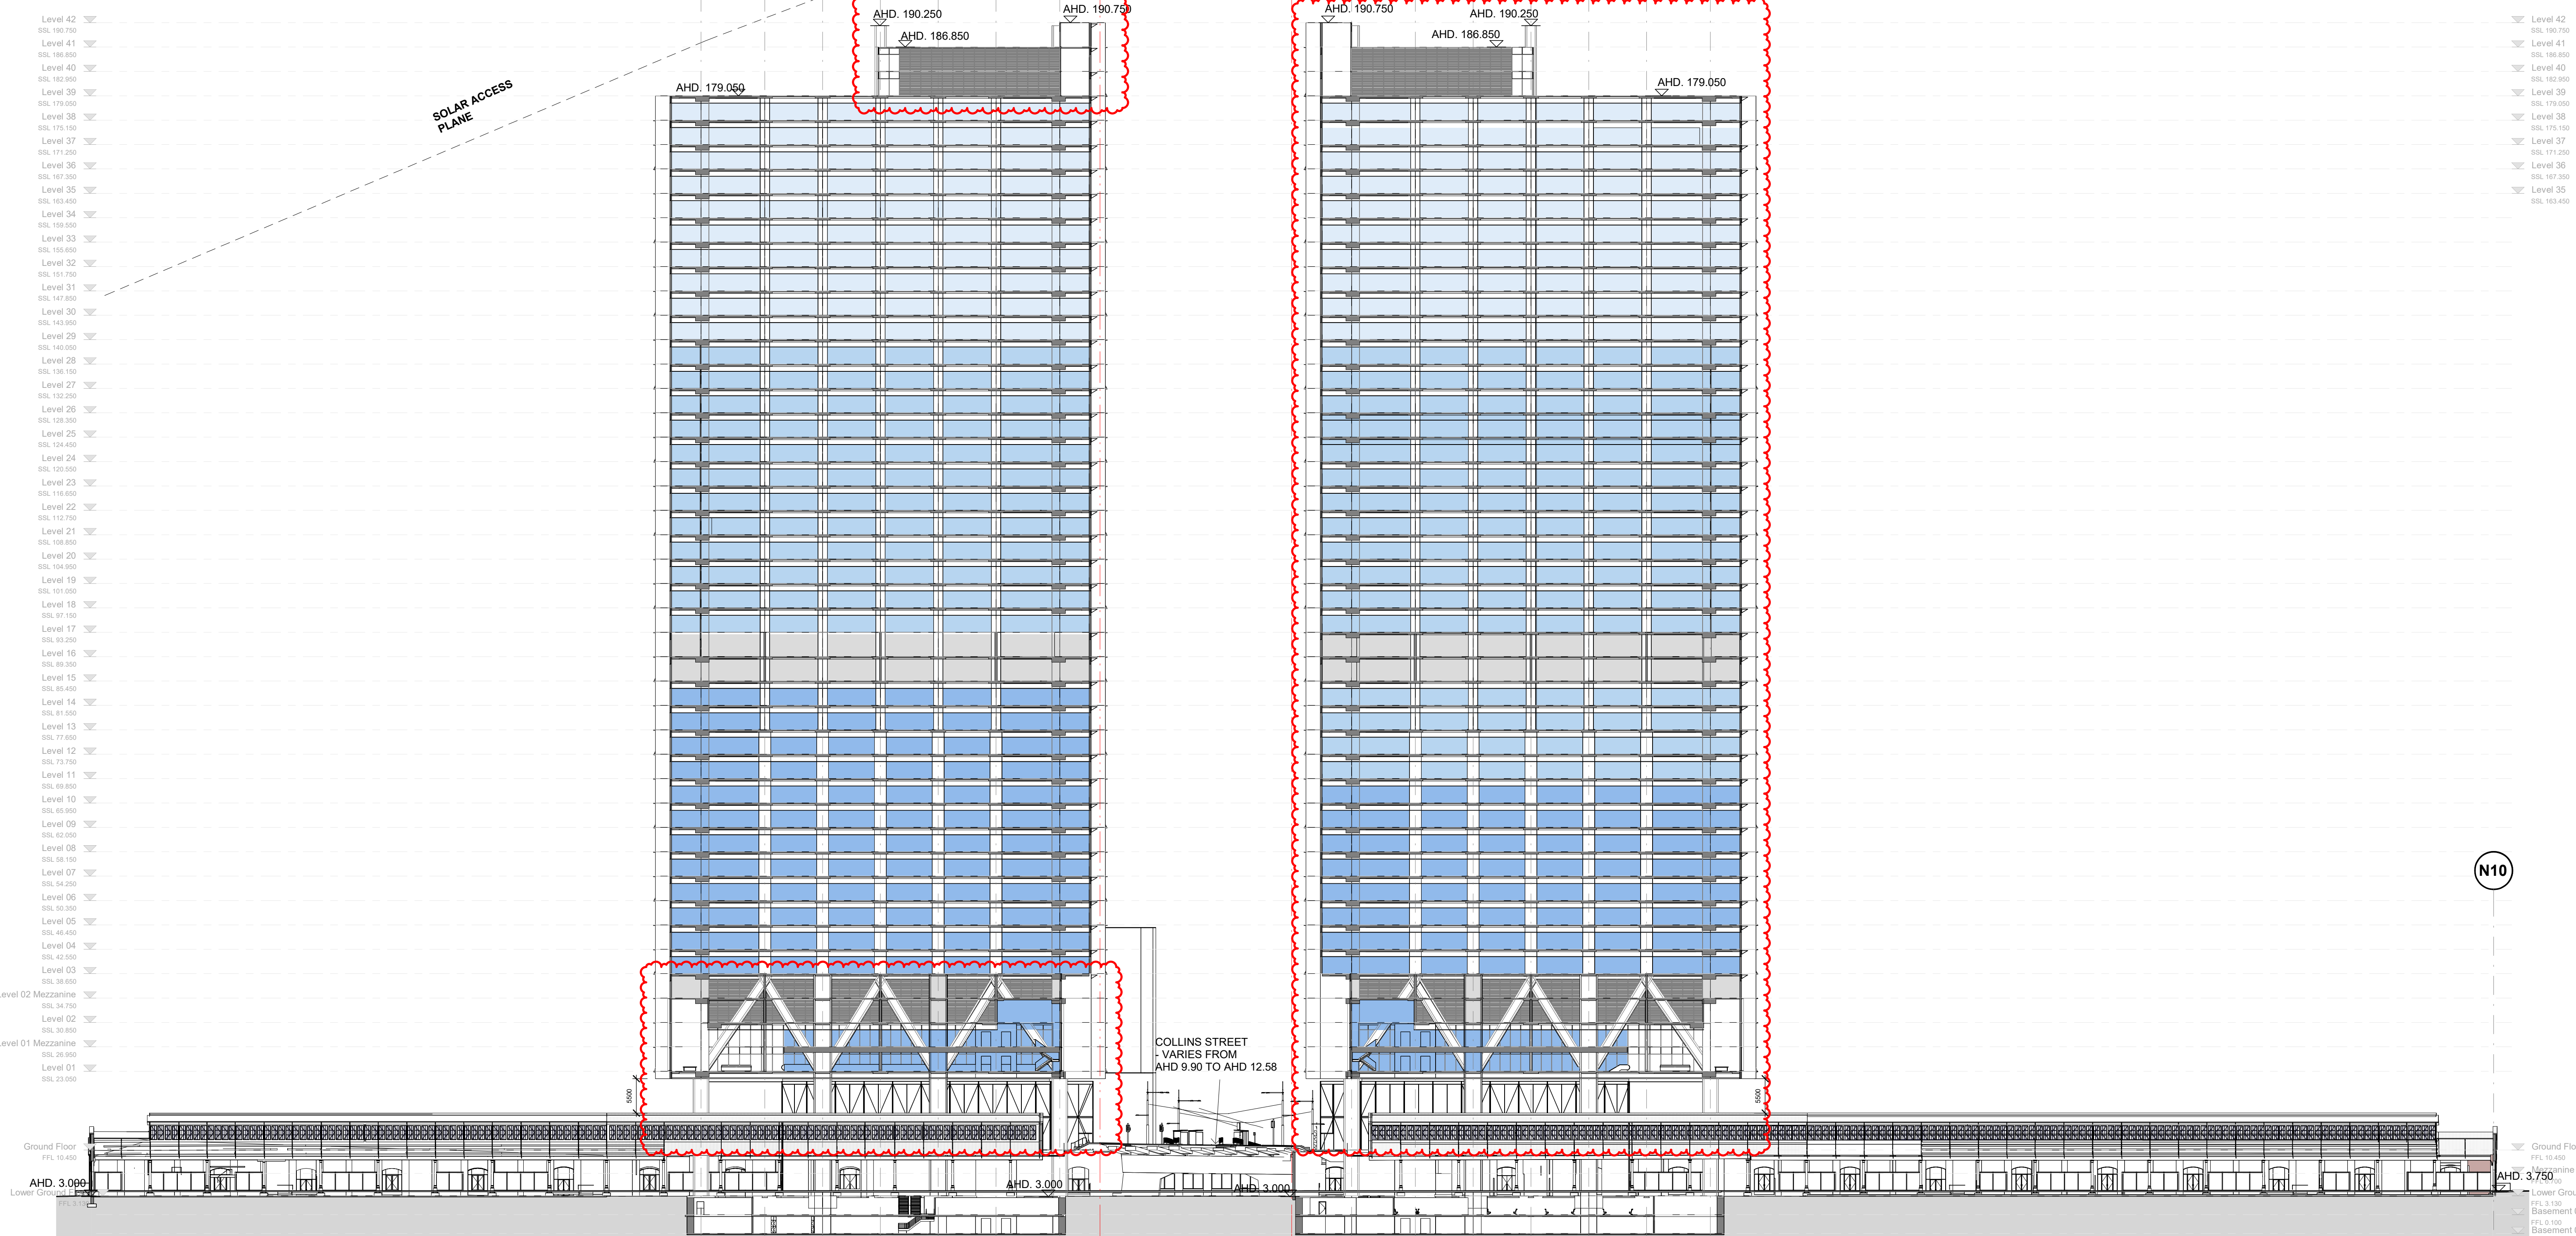 Level 42
SSL 190.750
Level 41
SSL 186.850
Level 40
SSL 182.950
Level 39
SSL 179.050
Level 38
SSL 175.150
Level 37
SSL 171.250
Level 36
SSL 167.350
Level 35
SSL 163.450
Level 34
SSL 159.550
Level 33
SSL 155.650
Level 32
SSL 151.750
Level 31
SSL 147.850
Level 30
SSL 143.950
Level 29
SSL 140.050
Level 28
SSL 136.150
Level 27
SSL 132.250
Level 26
SSL 128.350
Level 25
SSL 124.450
Level 24
SSL 120.550
Level 23
SSL 116.650
Level 22
SSL 112.750
Level 21
SSL 108.850
Level 20
SSL 104.950
Level 19
SSL 101.050
Level 18
SSL 97.150
Level 17
SSL 93.250
Level 16
SSL 89.350
Level 15
SSL 85.450
Level 14
SSL 81.550
Level 13
SSL 77.650
Level 12
SSL 73.750
Level 11
SSL 69.850
Level 10
SSL 65.950
Level 09
SSL 62.050
Level 08
SSL 58.150
Level 07
SSL 54.250
Level 06
SSL 50.350
Level 05
SSL 46.450
Level 04
SSL 42.550
Level 03
SSL 38.650
Level 02 Mezzanine
SSL 34.750
Level 02
SSL 30.850
Level 01 Mezzanine
SSL 26.950
Level 01
SSL 23.050
Ground Floor
FFL 10.450
AHD. 3.000
Lower Ground
SOLAR ACCESS
PLANE
AHD. 190.250
AHD. 190.750
AHD. 186.850
AHD. 179.050
AHD. 190.750
AHD. 190.250
AHD. 186.850
AHD. 179.050
COLLINS STREET
- VARIES FROM
AHD 9.90 TO AHD 12.58
5500
5500
AHD. 3.000
AHD. 3.000
Level 42
SSL 190.750
Level 41
SSL 186.850
Level 40
SSL 182.950
Level 39
SSL 179.050
Level 38
SSL 175.150
Level 37
SSL 171.250
Level 36
SSL 167.350
Level 35
SSL 163.450
N10
Ground Flo
FFL 10.450
Mezzanine
AHD. 3.750
Lower Grou
FFL 3.130
Basement
FFL 0.100
Basement